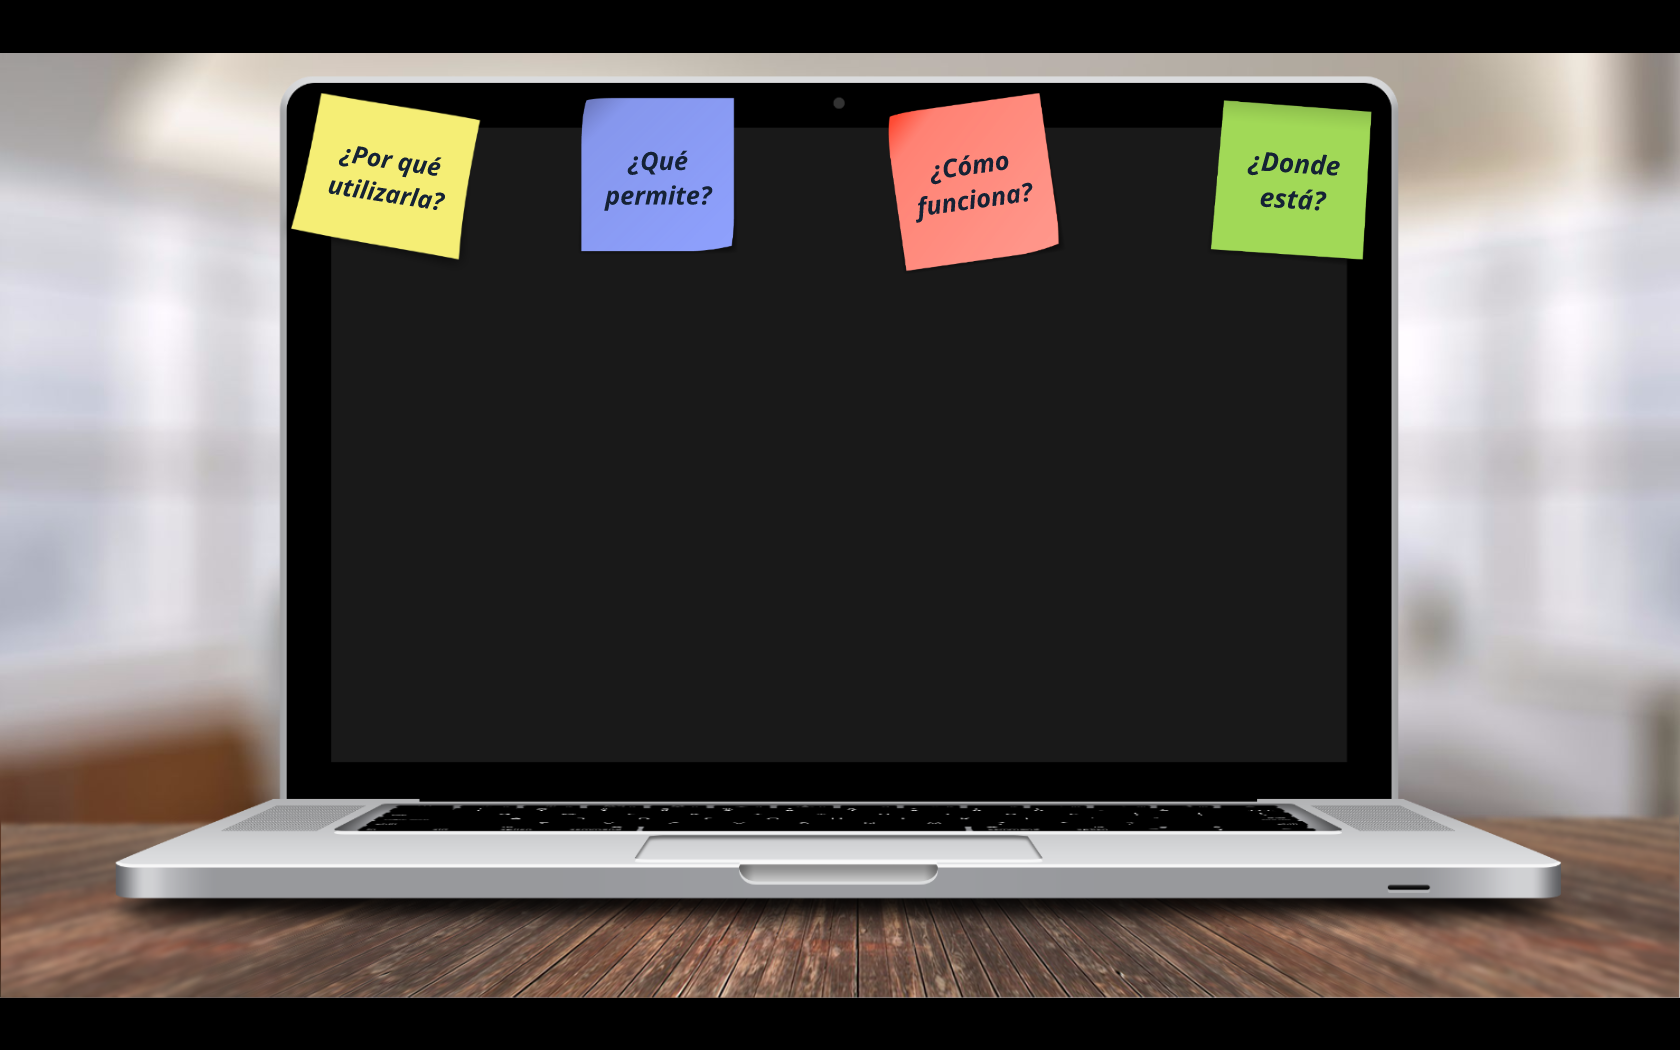 ¿Por qué
utilizarla?
¿Qué
permite?
¿Cómo
funciona?
¿Donde
está?